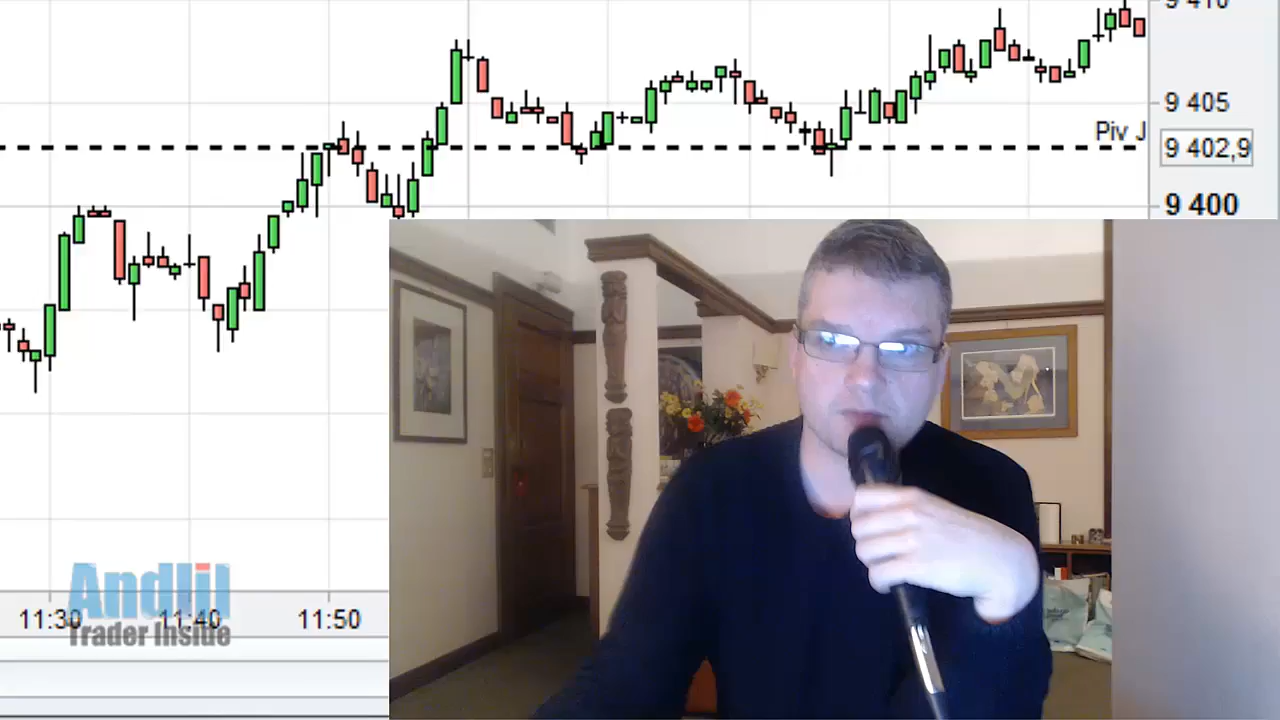 9 410
9 405
Piv J
9 402,9
9 400
Andlil
Trader Inside
11:30
11:40
11:50